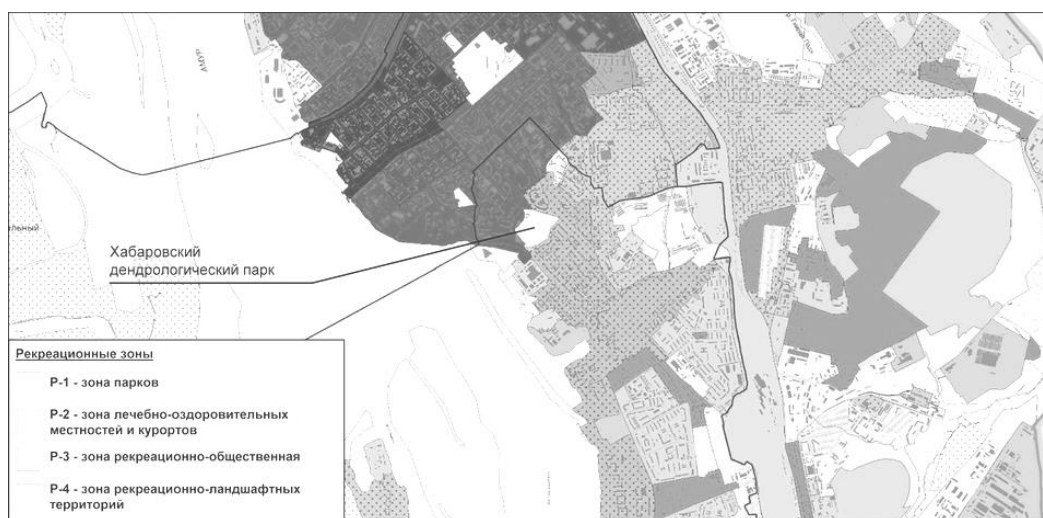 Амур
льный
Хабаровский
дендрологический парк
Рекреационные зоны
Р-1 - зона парков
Р-2 - зона лечебно-оздоровительных
местностей и курортов
Р-3 - зона рекреационно-общественная
Р-4 - зона рекреационно-ландшафтных
территорий